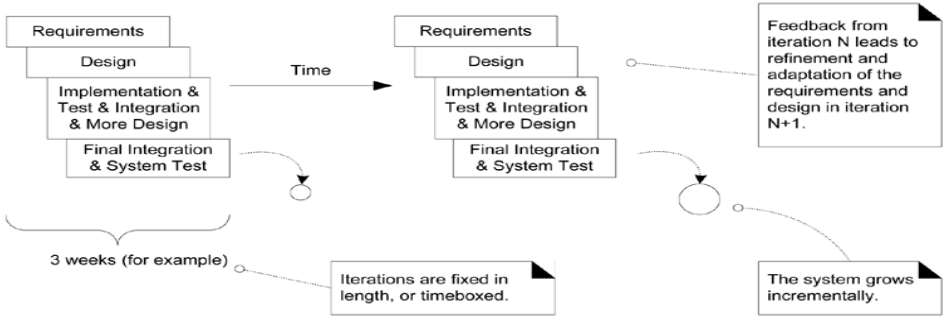 Requirements
Design
Implementation &
Test & Integration
& More Design
Final Integration
& System Test
3 weeks (for example)
Time
Requirements
Design
Implementation &
Test & Integration
& More Design
Final Integration
& System Test
Feedback from
iteration N leads to
refinement and
adaptation of the
requirements and
design in iteration
N+1.
Iterations are fixed in
length, or timeboxed.
The system grows
incrementally.